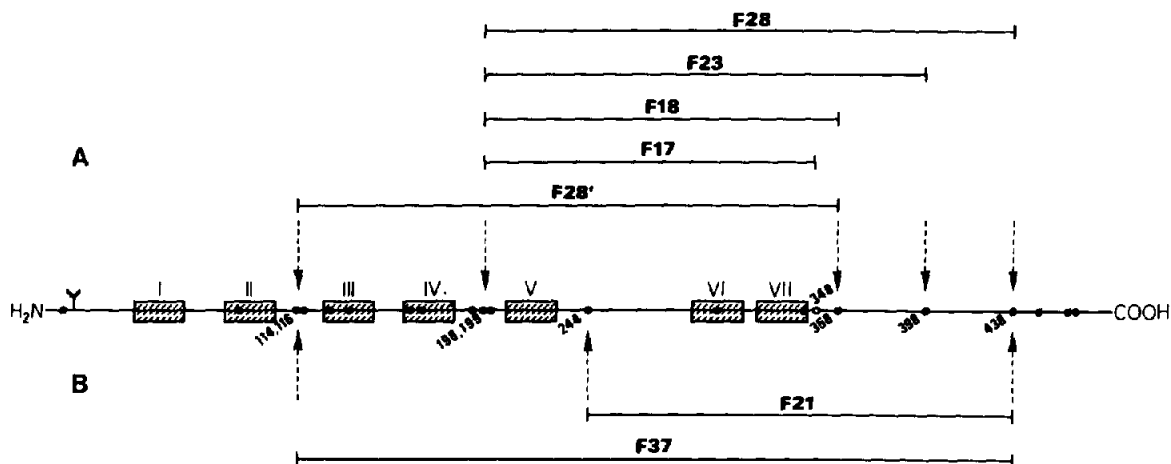 F28
F23
F18
F17
A
F28'
I II III IV. V VI VII
H₂N COOH
114,116 198,199 244 348 368 398 438
B
F21
F37